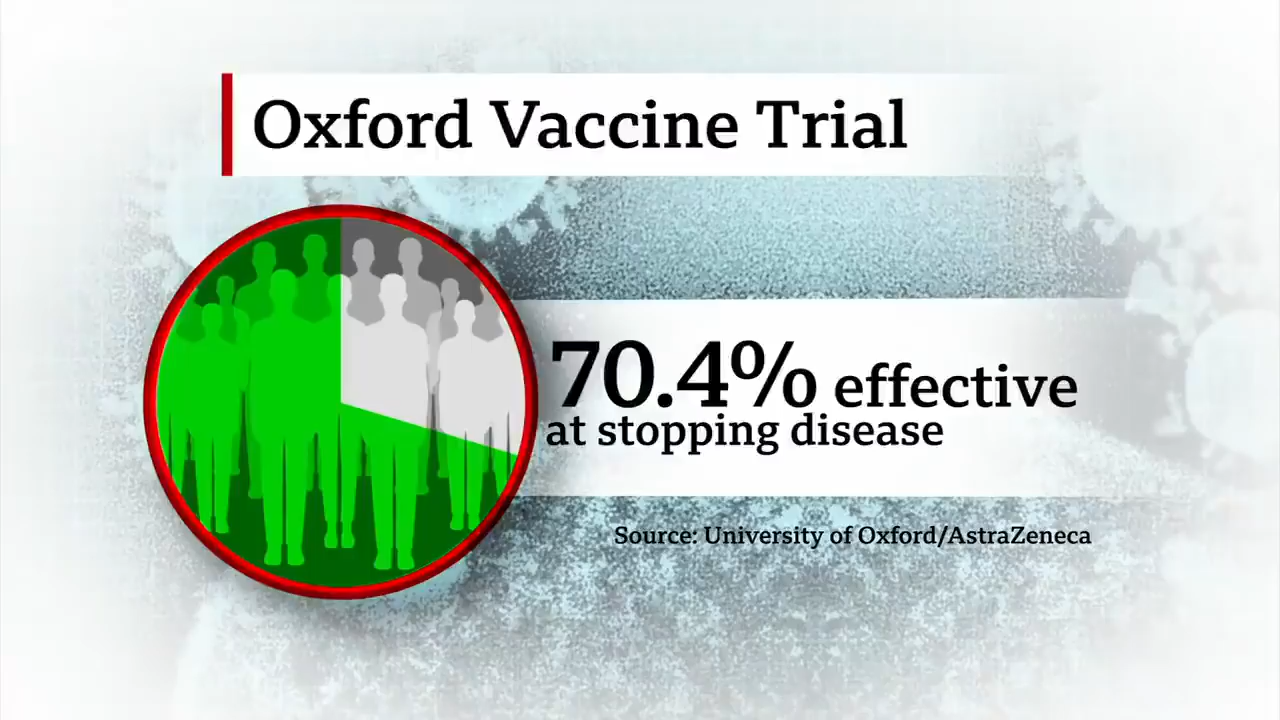 Oxford Vaccine Trial
70.4% effective
at stopping disease
Source: University of Oxford/AstraZeneca